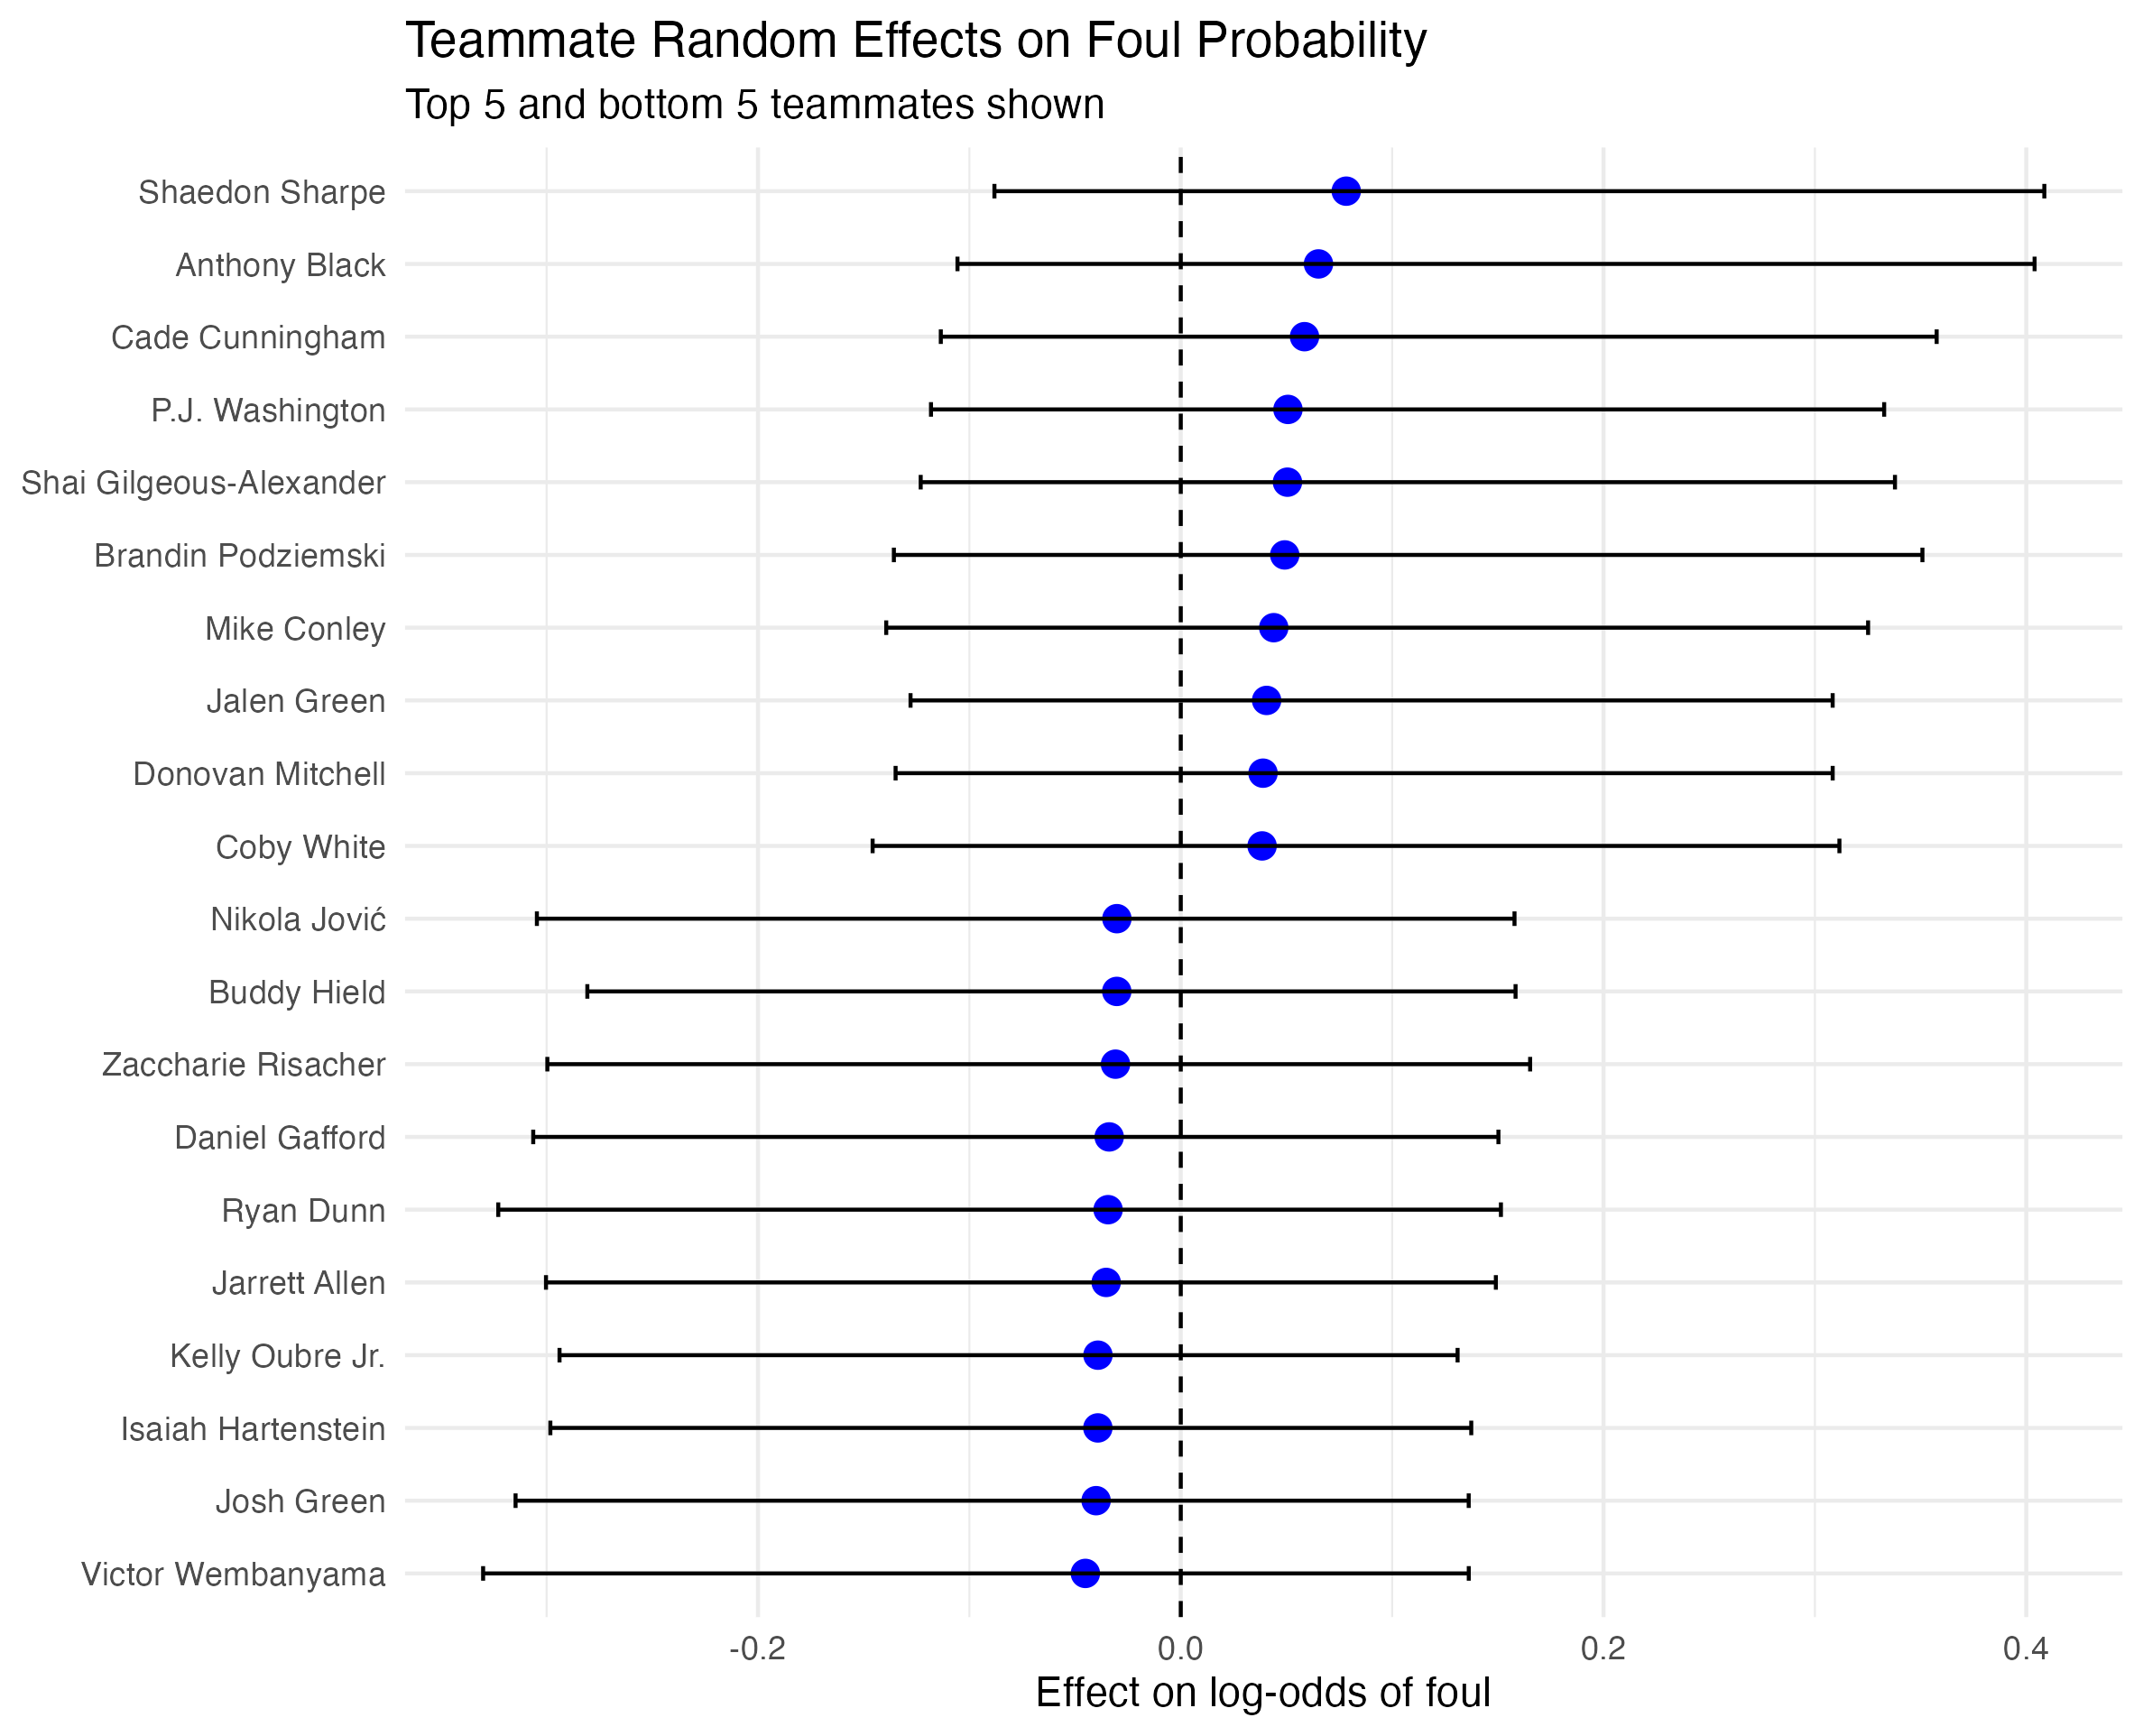 Teammate Random Effects on Foul Probability
Top 5 and bottom 5 teammates shown
Shaedon Sharpe
Anthony Black
Cade Cunningham
P.J. Washington
Shai Gilgeous-Alexander
Brandin Podziemski
Mike Conley
Jalen Green
Donovan Mitchell
Coby White
Nikola Jović
Buddy Hield
Zaccharie Risacher
Daniel Gafford
Ryan Dunn
Jarrett Allen
Kelly Oubre Jr.
Isaiah Hartenstein
Josh Green
Victor Wembanyama
-0.2 0.0 0.2 0.4
Effect on log-odds of foul